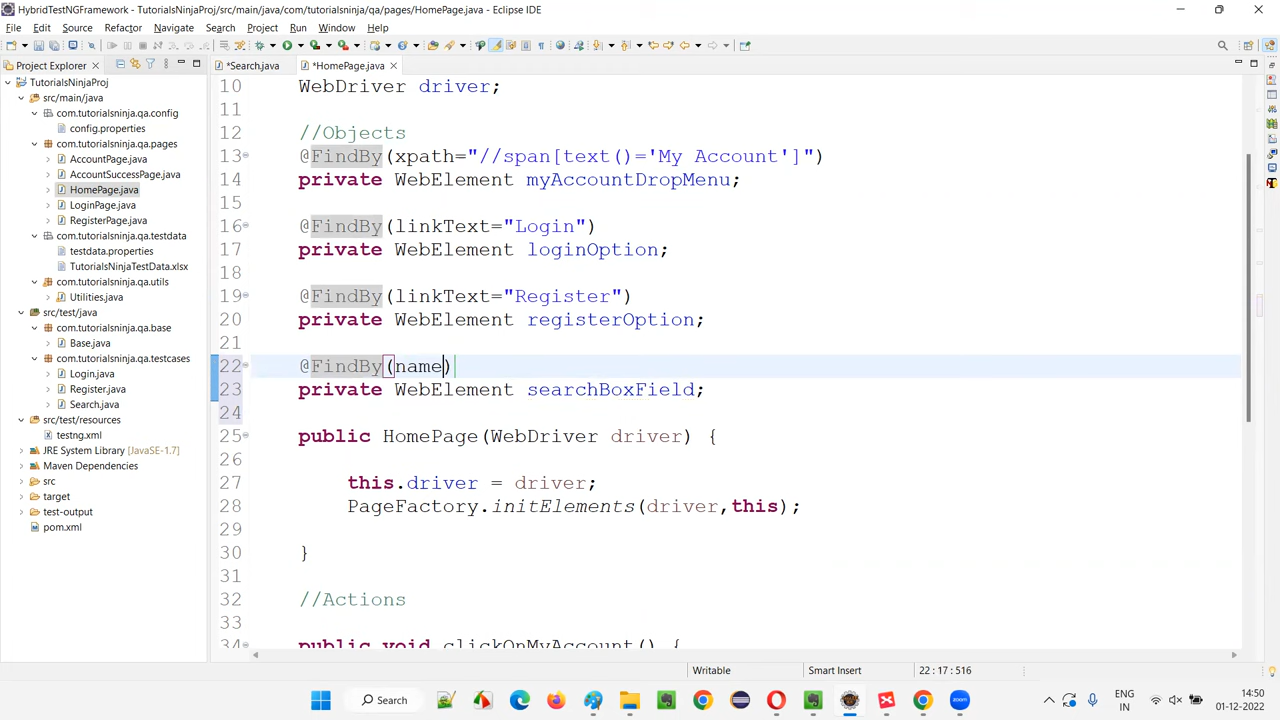 HybridTestNGFramework - TutorialsNinjaProj/src/main/java/com/tutorialsninja/qa/pages/HomePage.java - Eclipse IDE
File Edit Source Refactor Navigate Search Project Run Window Help
Project Explorer
*Search.java *HomePage.java
TutorialsNinjaProj
src/main/java
com.tutorialsninja.qa.config
config.properties
com.tutorialsninja.qa.pages
AccountPage.java
AccountSuccessPage.java
HomePage.java
LoginPage.java
RegisterPage.java
com.tutorialsninja.qa.testdata
testdata.properties
TutorialsNinjaTestData.xlsx
com.tutorialsninja.qa.utils
Utilities.java
src/test/java
com.tutorialsninja.qa.base
Base.java
com.tutorialsninja.qa.testcases
Login.java
Register.java
Search.java
src/test/resources
testng.xml
JRE System Library [JavaSE-1.7]
Maven Dependencies
src
target
test-output
pom.xml
10 WebDriver driver;
11
12 //Objects
13 @FindBy(xpath="//span[text()='My Account']")
14 private WebElement myAccountDropMenu;
15
16 @FindBy(linkText="Login")
17 private WebElement loginOption;
18
19 @FindBy(linkText="Register")
20 private WebElement registerOption;
21
22 @FindBy(name)
23 private WebElement searchBoxField;
24
25 public HomePage(WebDriver driver) {
26
27 this.driver = driver;
28 PageFactory.initElements(driver,this);
29
30 }
31
32 //Actions
33
34 public void clickOnMyAccount() {
Writable Smart Insert 22 : 17 : 516
Search
ENG
IN
14:50
01-12-2022